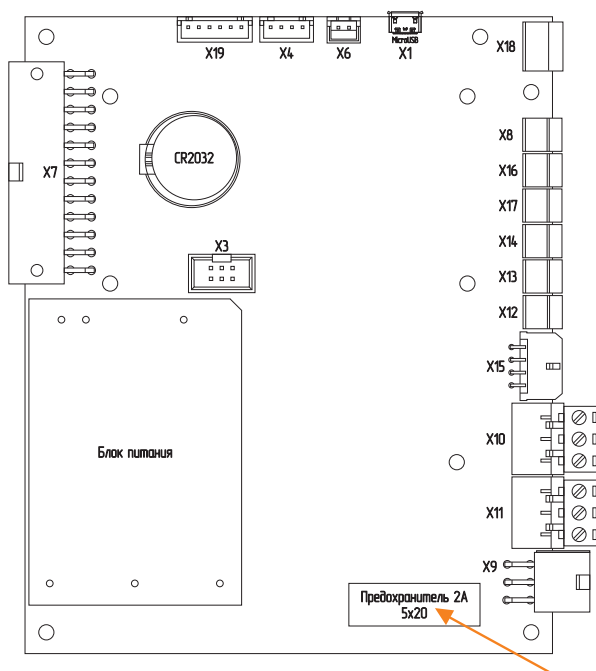 X19
X4
X6
X1
MicroUSB
X18
X7
CR2032
X8
X16
X17
X14
X13
X12
X3
X15
X10
X11
X9
Блок питания
Предохранитель 2А
5x20